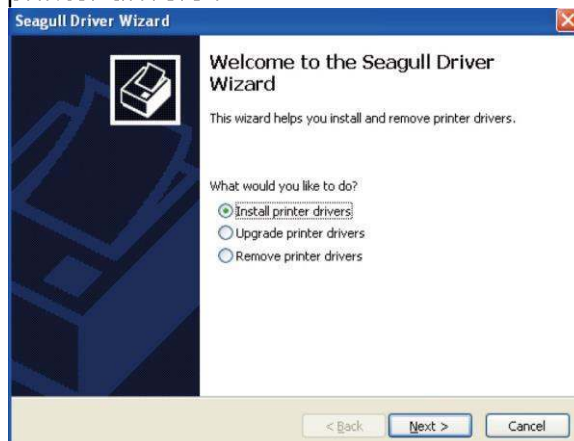 Seagull Driver Wizard
Welcome to the Seagull Driver
Wizard
This wizard helps you install and remove printer drivers.
What would you like to do?
Install printer drivers
Upgrade printer drivers
Remove printer drivers
< Back
Next >
Cancel